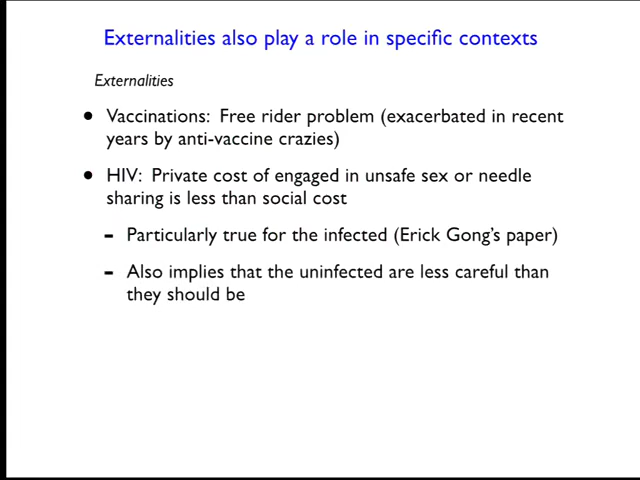 Externalities also play a role in specific contexts
Externalities
• Vaccinations: Free rider problem (exacerbated in recent
years by anti-vaccine crazies)
• HIV: Private cost of engaged in unsafe sex or needle
sharing is less than social cost
- Particularly true for the infected (Erick Gong's paper)
- Also implies that the uninfected are less careful than
they should be